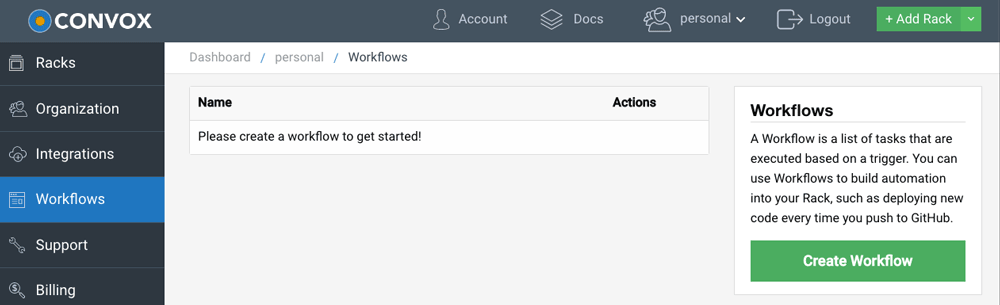 CONVOX
Account
Docs
personal
Logout
+ Add Rack
Racks
Organization
Integrations
Workflows
Support
Billing
Dashboard / personal / Workflows
Name Actions
Please create a workflow to get started!
Workflows
A Workflow is a list of tasks that are
executed based on a trigger. You can
use Workflows to build automation
into your Rack, such as deploying new
code every time you push to GitHub.
Create Workflow